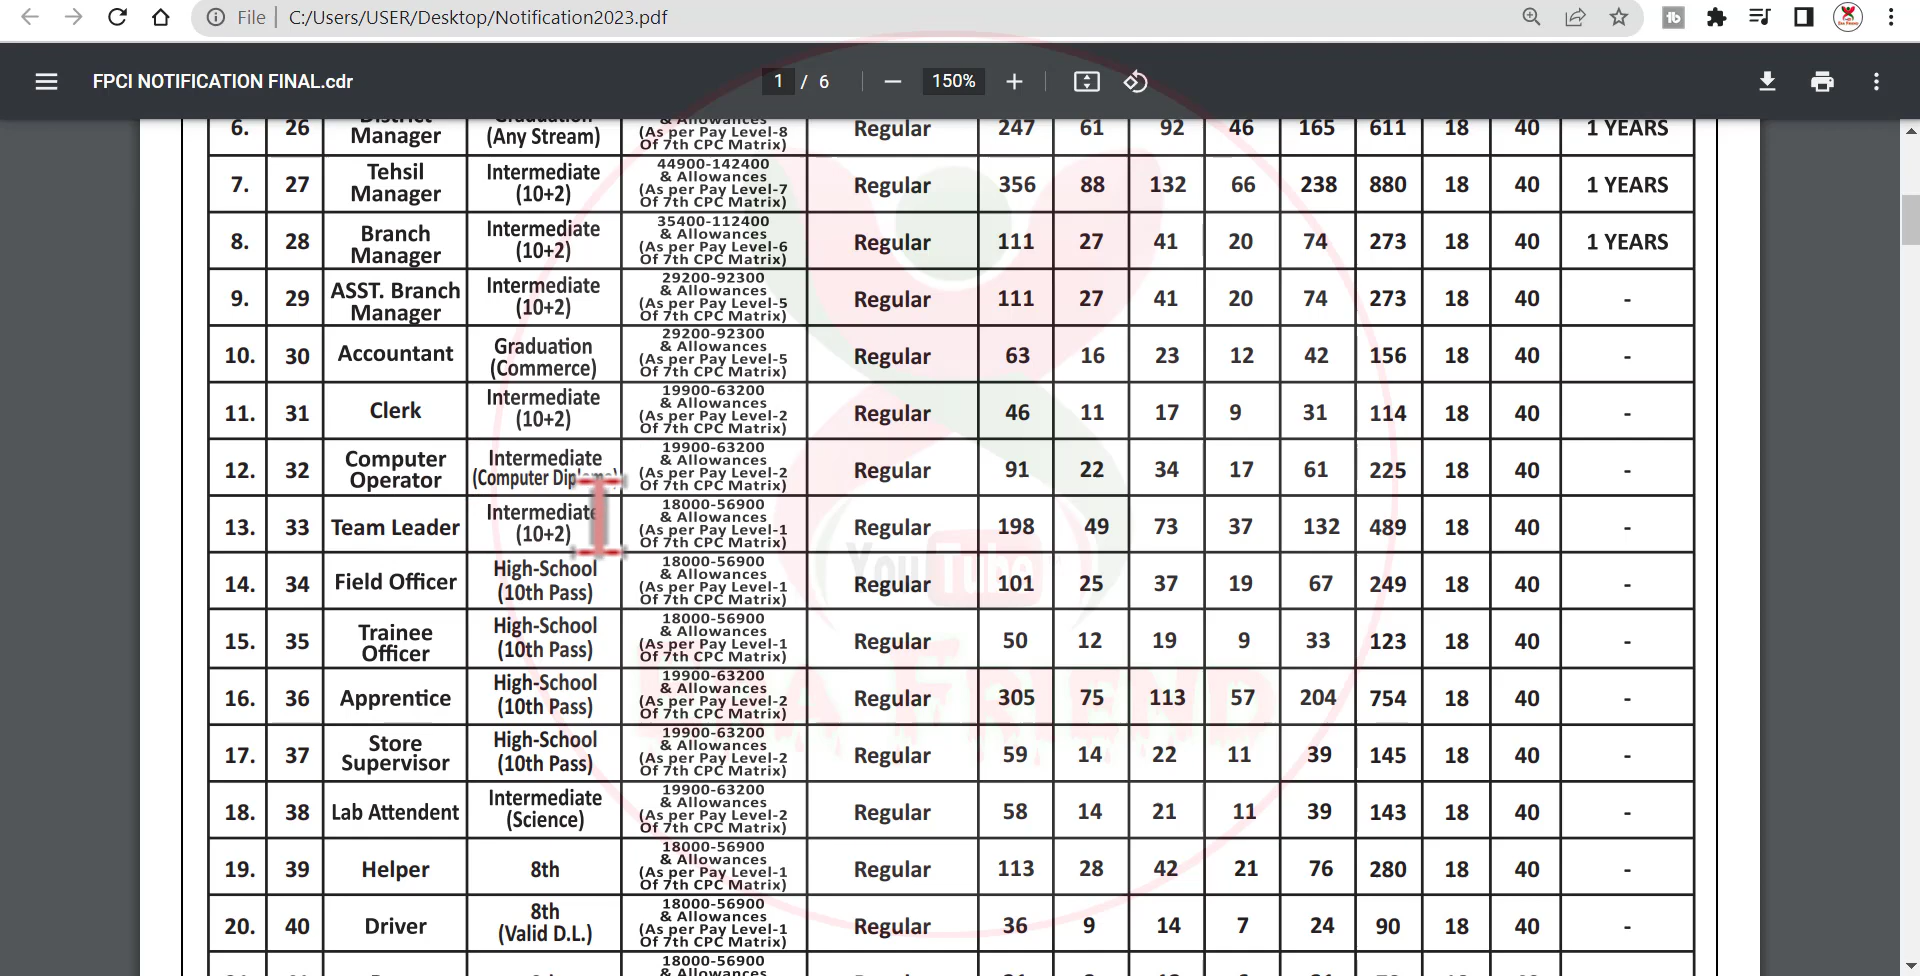 File C:/Users/USER/Desktop/Notification2023.pdf
FPCI NOTIFICATION FINAL.cdr 1 / 6 150%
6. 26 District Manager Graduation (Any Stream) & Allowances (As per Pay Level-8 Of 7th CPC Matrix) Regular 247 61 92 46 165 611 18 40 1 YEARS
7. 27 Tehsil Manager Intermediate (10+2) 44900-142400 & Allowances (As per Pay Level-7 Of 7th CPC Matrix) Regular 356 88 132 66 238 880 18 40 1 YEARS
8. 28 Branch Manager Intermediate (10+2) 35400-112400 & Allowances (As per Pay Level-6 Of 7th CPC Matrix) Regular 111 27 41 20 74 273 18 40 1 YEARS
9. 29 ASST. Branch Manager Intermediate (10+2) 29200-92300 & Allowances (As per Pay Level-5 Of 7th CPC Matrix) Regular 111 27 41 20 74 273 18 40 -
10. 30 Accountant Graduation (Commerce) 29200-92300 & Allowances (As per Pay Level-5 Of 7th CPC Matrix) Regular 63 16 23 12 42 156 18 40 -
11. 31 Clerk Intermediate (10+2) 19900-63200 & Allowances (As per Pay Level-2 Of 7th CPC Matrix) Regular 46 11 17 9 31 114 18 40 -
12. 32 Computer Operator Intermediate (Computer Diploma) 19900-63200 & Allowances (As per Pay Level-2 Of 7th CPC Matrix) Regular 91 22 34 17 61 225 18 40 -
13. 33 Team Leader Intermediate (10+2) 18000-56900 & Allowances (As per Pay Level-1 Of 7th CPC Matrix) Regular 198 49 73 37 132 489 18 40 -
14. 34 Field Officer High-School (10th Pass) 18000-56900 & Allowances (As per Pay Level-1 Of 7th CPC Matrix) Regular 101 25 37 19 67 249 18 40 -
15. 35 Trainee Officer High-School (10th Pass) 18000-56900 & Allowances (As per Pay Level-1 Of 7th CPC Matrix) Regular 50 12 19 9 33 123 18 40 -
16. 36 Apprentice High-School (10th Pass) 19900-63200 & Allowances (As per Pay Level-2 Of 7th CPC Matrix) Regular 305 75 113 57 204 754 18 40 -
17. 37 Store Supervisor High-School (10th Pass) 19900-63200 & Allowances (As per Pay Level-2 Of 7th CPC Matrix) Regular 59 14 22 11 39 145 18 40 -
18. 38 Lab Attendent Intermediate (Science) 19900-63200 & Allowances (As per Pay Level-2 Of 7th CPC Matrix) Regular 58 14 21 11 39 143 18 40 -
19. 39 Helper 8th 18000-56900 & Allowances (As per Pay Level-1 Of 7th CPC Matrix) Regular 113 28 42 21 76 280 18 40 -
20. 40 Driver 8th (Valid D.L.) 18000-56900 & Allowances (As per Pay Level-1 Of 7th CPC Matrix) Regular 36 9 14 7 24 90 18 40 -
18000-56900 & Allowances
YouTube
Friend